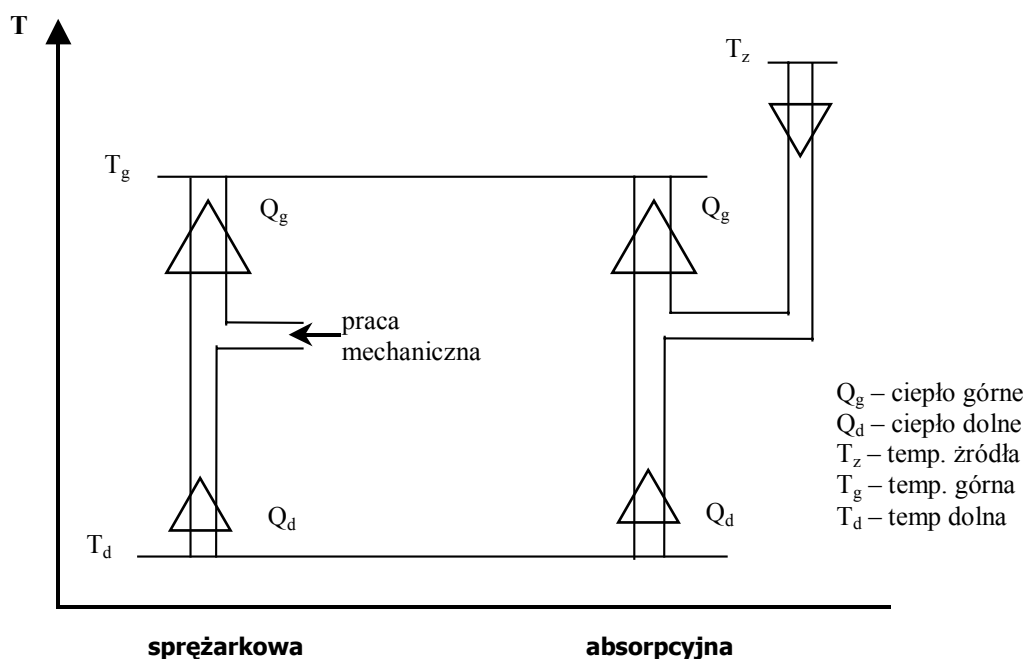 T
T_z
T_g
Q_g
Q_g
praca
mechaniczna
Q_g – ciepło górne
Q_d – ciepło dolne
T_z – temp. żródła
T_g – temp. górna
T_d – temp dolna
Q_d
Q_d
T_d
sprężarkowa
absorpcyjna